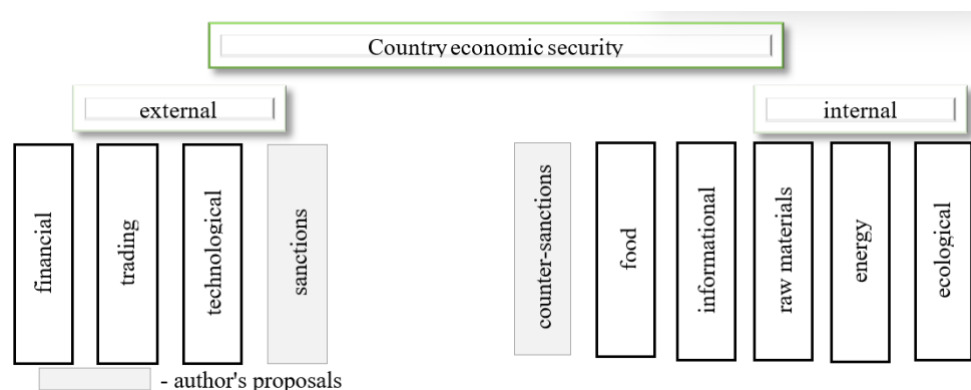 Country economic security
external
internal
financial
trading
technological
sanctions
counter-sanctions
food
informational
raw materials
energy
ecological
- author's proposals